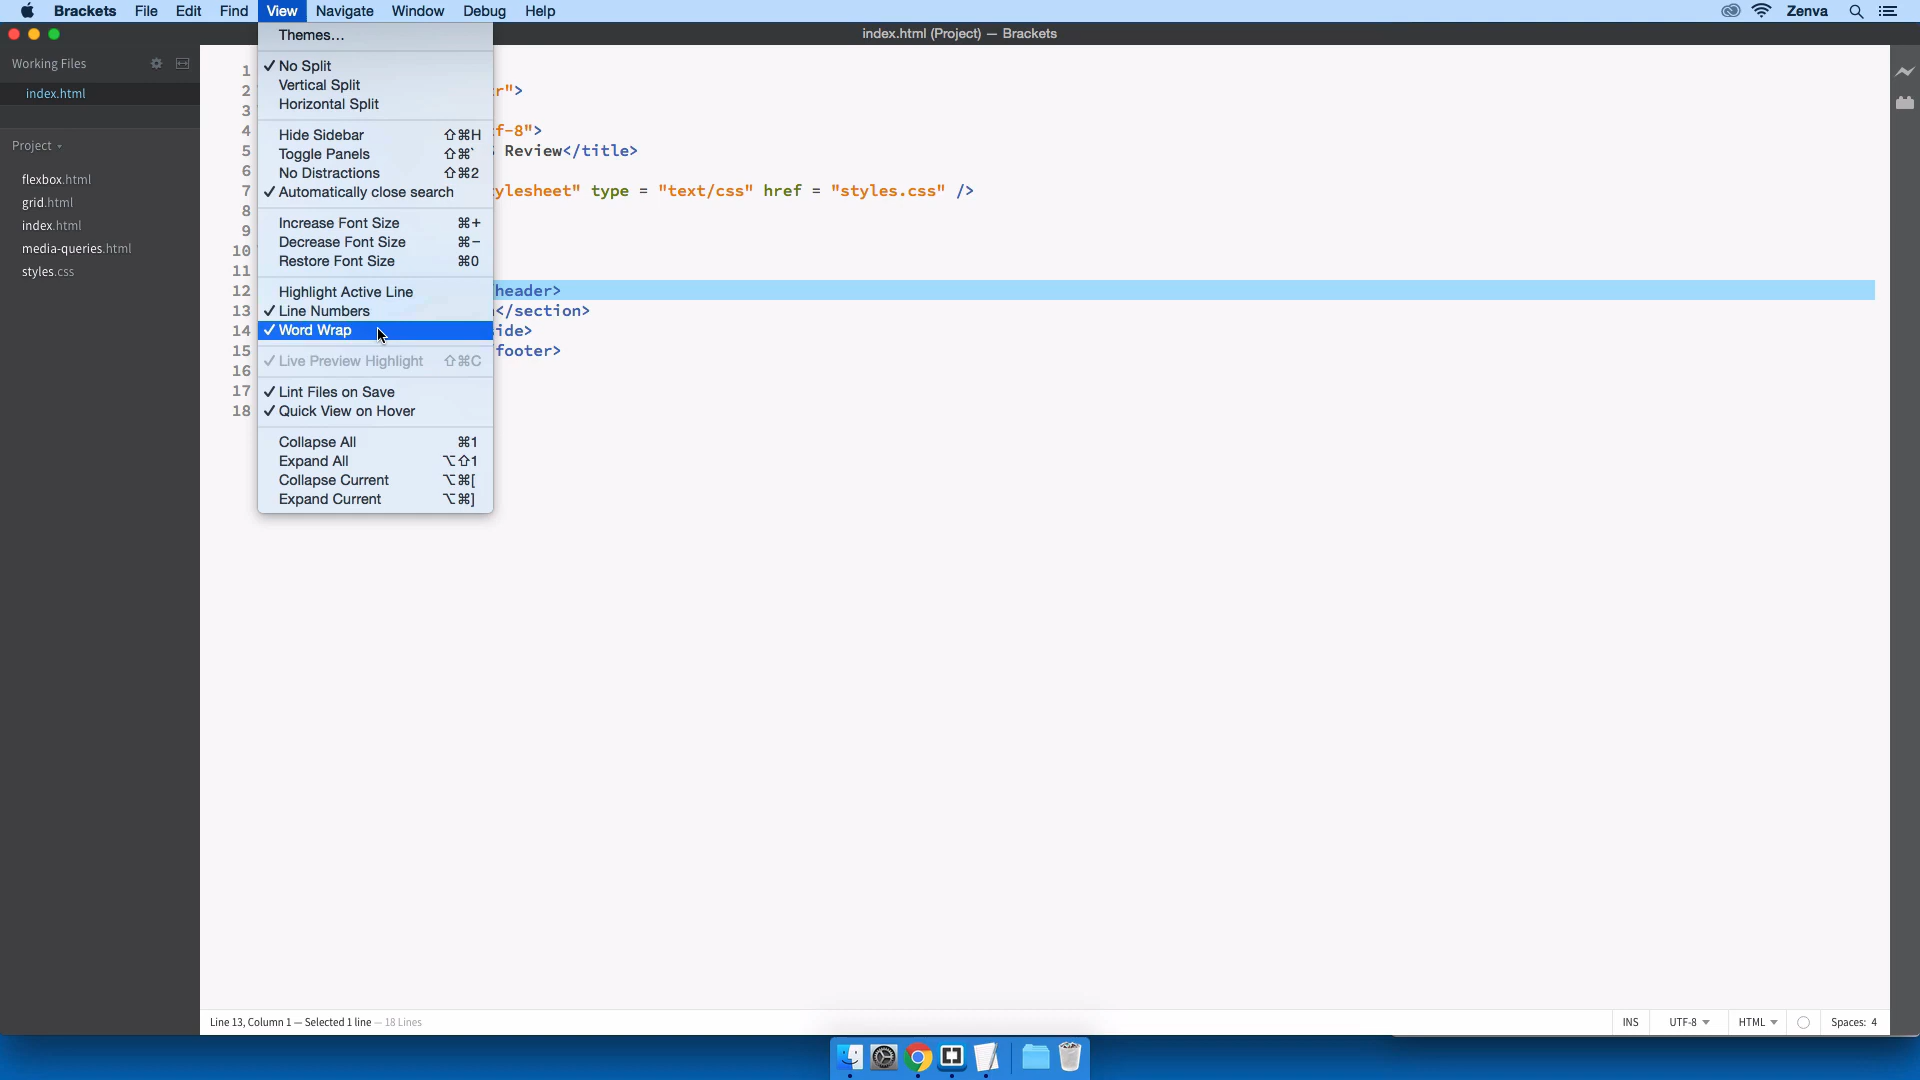 Brackets File Edit Find View Navigate Window Debug Help Zenva
index.html (Project) — Brackets
Working Files
index.html
Project
flexbox.html
grid.html
index.html
media-queries.html
styles.css
Themes…
✓ No Split
Vertical Split
Horizontal Split
Hide Sidebar ⇧⌘H
Toggle Panels ⇧⌘`
No Distractions ⇧⌘2
✓ Automatically close search
Increase Font Size ⌘+
Decrease Font Size ⌘−
Restore Font Size ⌘0
Highlight Active Line
✓ Line Numbers
✓ Word Wrap
✓ Live Preview Highlight ⇧⌘C
✓ Lint Files on Save
✓ Quick View on Hover
Collapse All ⌘1
Expand All ⌥⇧1
Collapse Current ⌥⌘[
Expand Current ⌥⌘]
1
2 r">
3
4 f-8">
5 Review</title>
6
7 ylesheet" type = "text/css" href = "styles.css" />
8
9
10
11
12 header>
13 </section>
14 ide>
15 footer>
16
17
18
Line 13, Column 1 — Selected 1 line — 18 Lines
INS UTF-8 HTML Spaces: 4